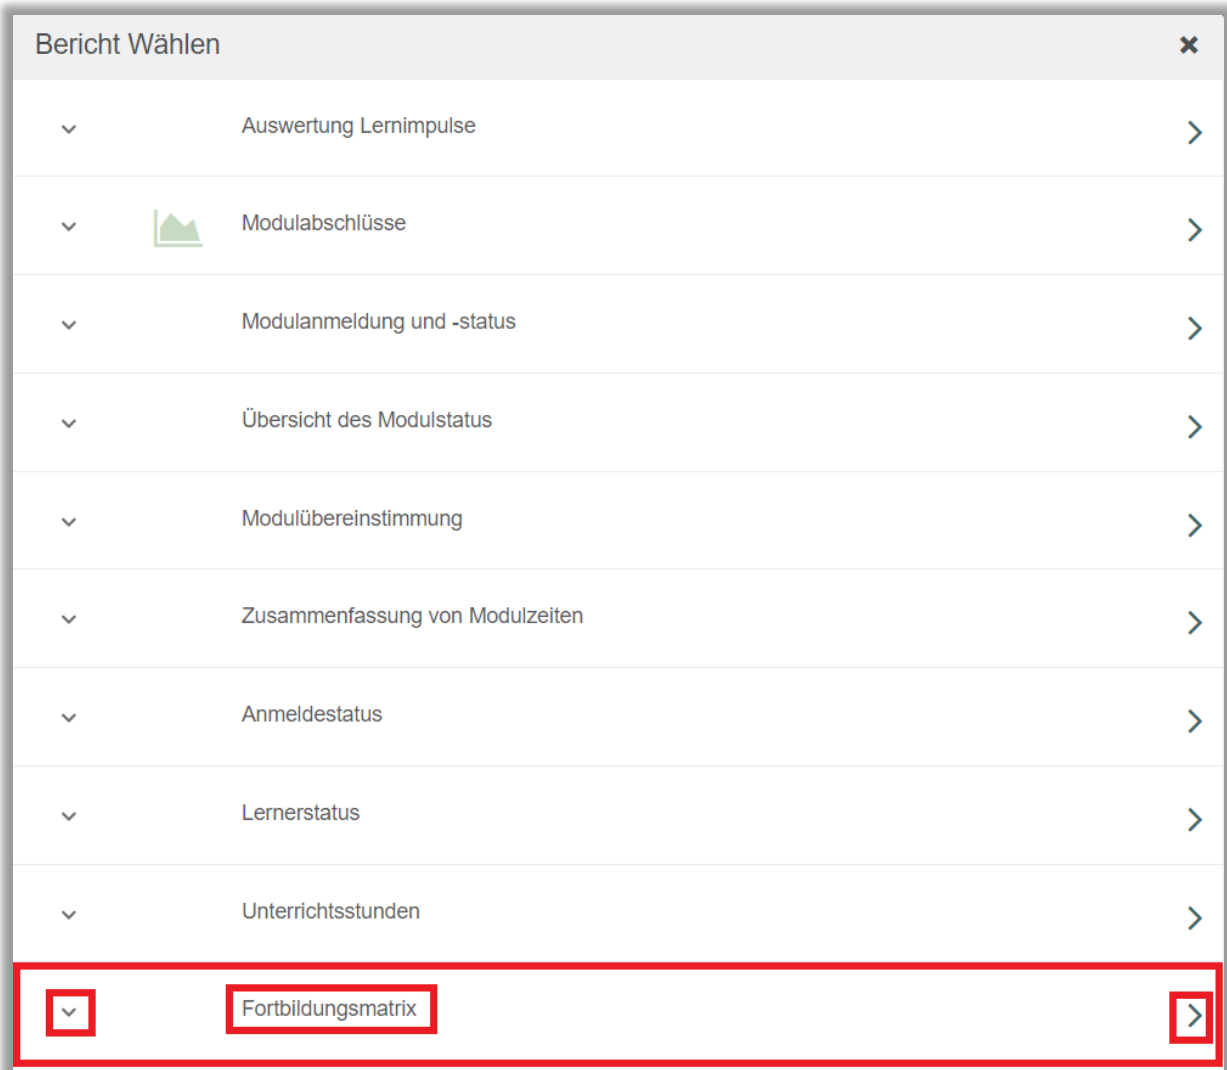 Bericht Wählen
Auswertung Lernimpulse
Modulabschlüsse
Modulanmeldung und -status
Übersicht des Modulstatus
Modulübereinstimmung
Zusammenfassung von Modulzeiten
Anmeldestatus
Lernerstatus
Unterrichtsstunden
Fortbildungsmatrix